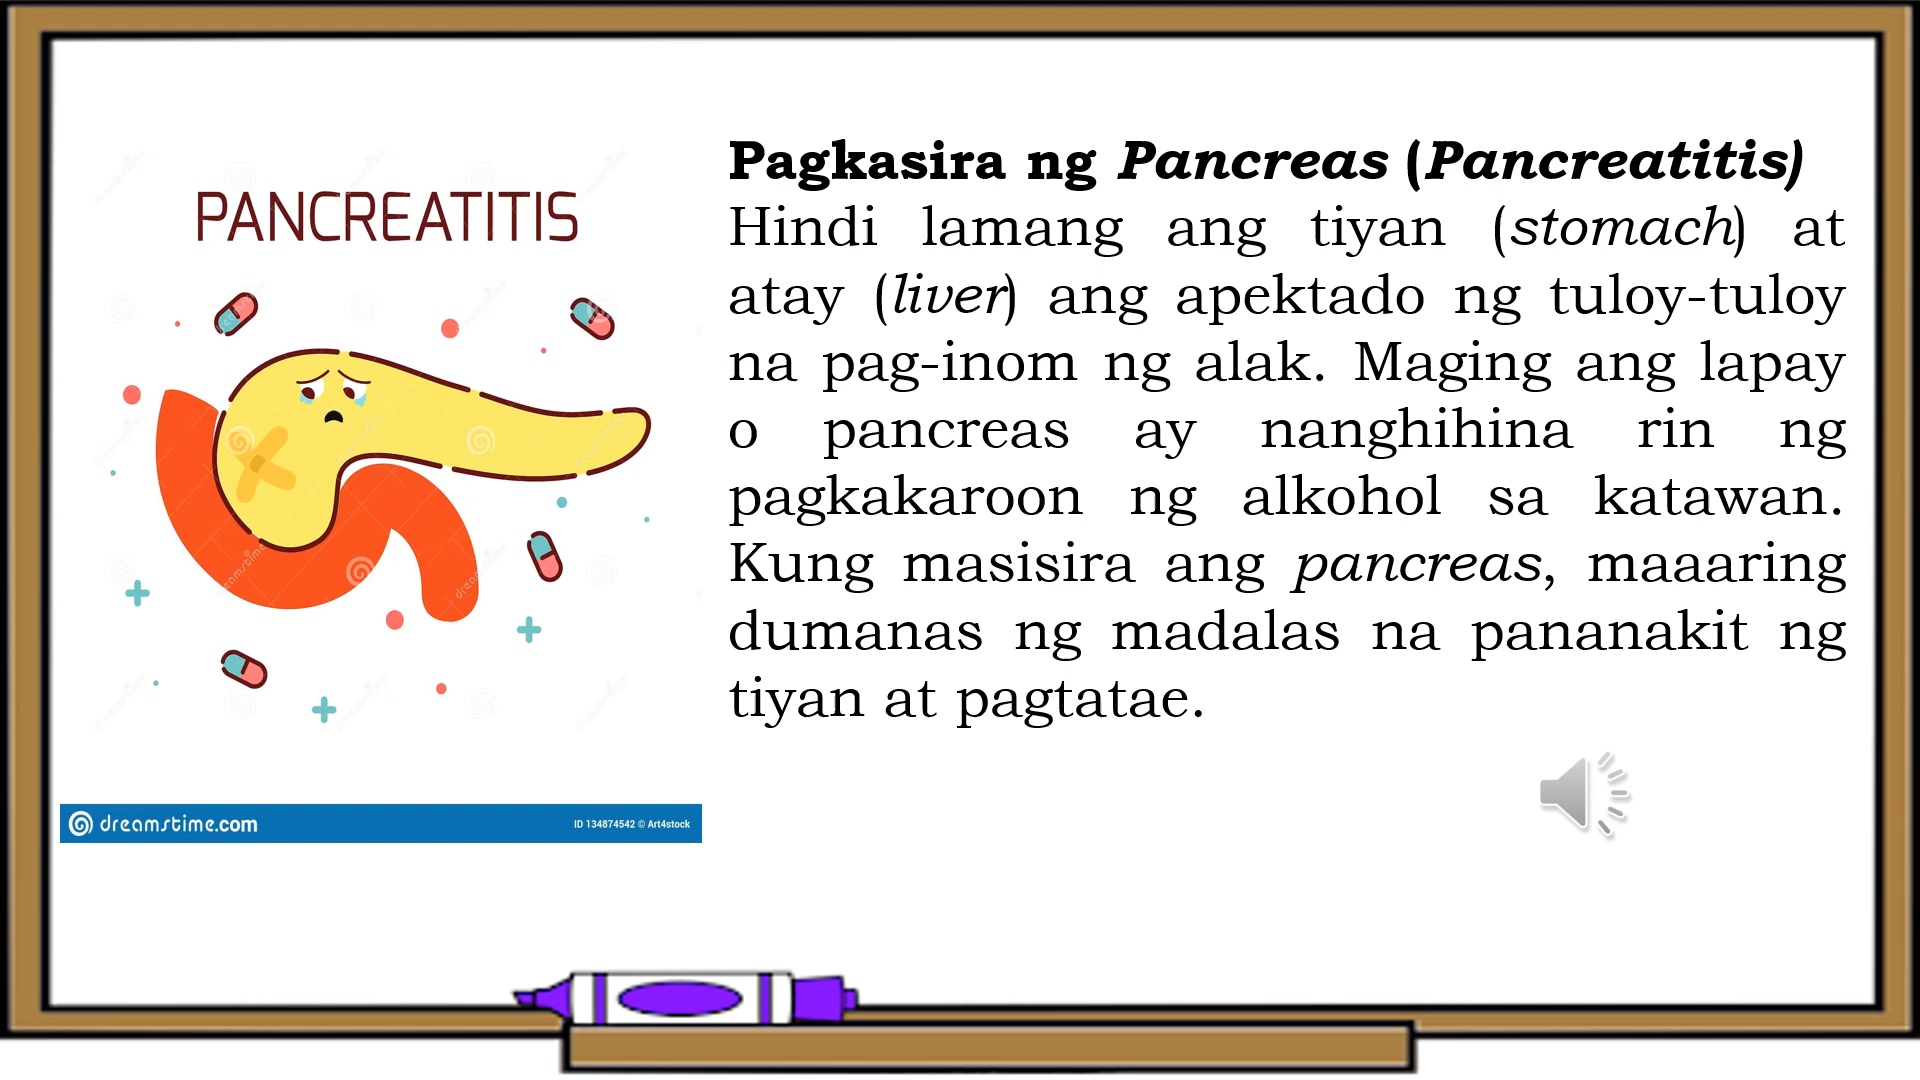 PANCREATITIS
dreamstime.com
ID 134874542 © Art4stock
Pagkasira ng Pancreas (Pancreatitis)
Hindi lamang ang tiyan (stomach) at
atay (liver) ang apektado ng tuloy-tuloy
na pag-inom ng alak. Maging ang lapay
o pancreas ay nanghihina rin ng
pagkakaroon ng alkohol sa katawan.
Kung masisira ang pancreas, maaaring
dumanas ng madalas na pananakit ng
tiyan at pagtatae.